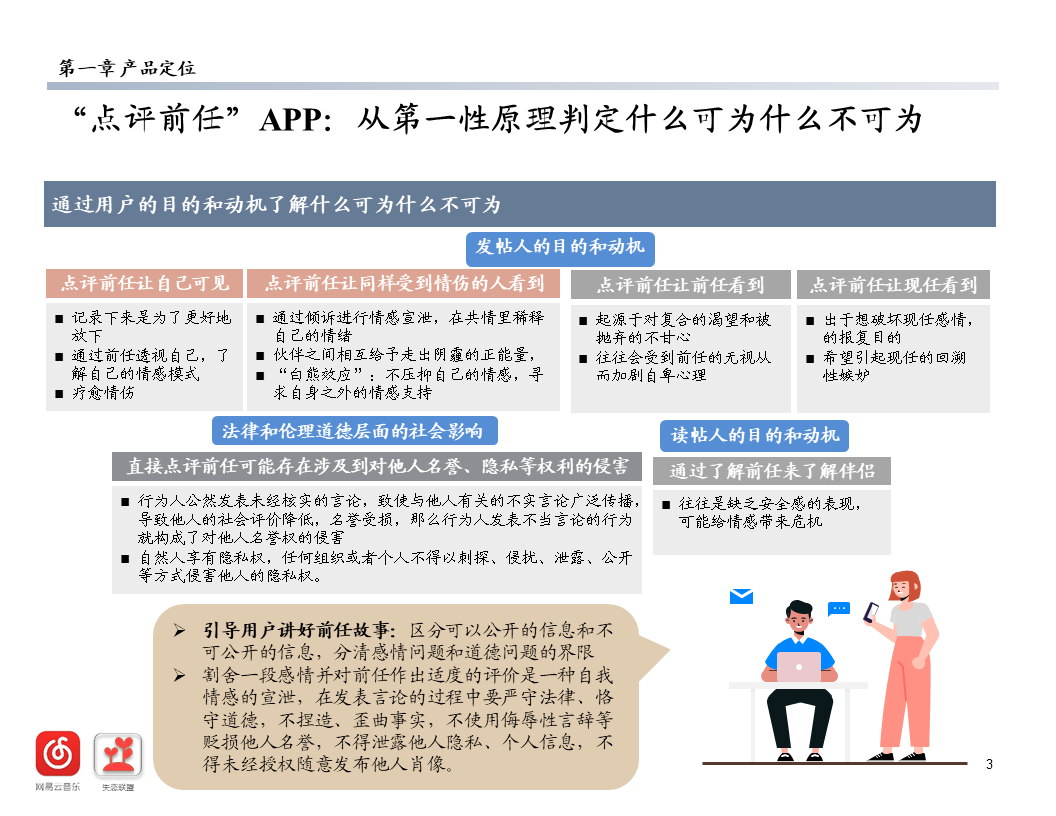 第一章 产品定位
“点评前任”APP：从第一性原理判定什么可为什么不可为
通过用户的目的和动机了解什么可为什么不可为
发帖人的目的和动机
点评前任让自己可见
■ 记录下来是为了更好地
放下
■ 通过前任透视自己，了
解自己的情感模式
■ 疗愈情伤
点评前任让同样受到情伤的人看到
■ 通过倾诉进行情感宣泄，在共情里稀释
自己的情绪
■ 伙伴之间相互给予走出阴霾的正能量，
■ “白熊效应”：不压抑自己的情感，寻
求自身之外的情感支持
点评前任让前任看到
■ 起源于对复合的渴望和被
抛弃的不甘心
■ 往往会受到前任的无视从
而加剧自卑心理
点评前任让现任看到
■ 出于想破坏现任感情，
的报复目的
■ 希望引起现任的回溯
性嫉妒
法律和伦理道德层面的社会影响
直接点评前任可能存在涉及到对他人名誉、隐私等权利的侵害
■ 行为人公然发表未经核实的言论，致使与他人有关的不实言论广泛传播，
导致他人的社会评价降低，名誉受损，那么行为人发表不当言论的行为
就构成了对他人名誉权的侵害
■ 自然人享有隐私权，任何组织或者个人不得以刺探、侵扰、泄露、公开
等方式侵害他人的隐私权。
读帖人的目的和动机
通过了解前任来了解伴侣
■ 往往是缺乏安全感的表现，
可能给情感带来危机
➢ 引导用户讲好前任故事：区分可以公开的信息和不
可公开的信息，分清感情问题和道德问题的界限
➢ 割舍一段感情并对前任作出适度的评价是一种自我
情感的宣泄，在发表言论的过程中要严守法律、恪
守道德，不捏造、歪曲事实，不使用侮辱性言辞等
贬损他人名誉，不得泄露他人隐私、个人信息，不
得未经授权随意发布他人肖像。
网易云音乐
失恋联盟
3